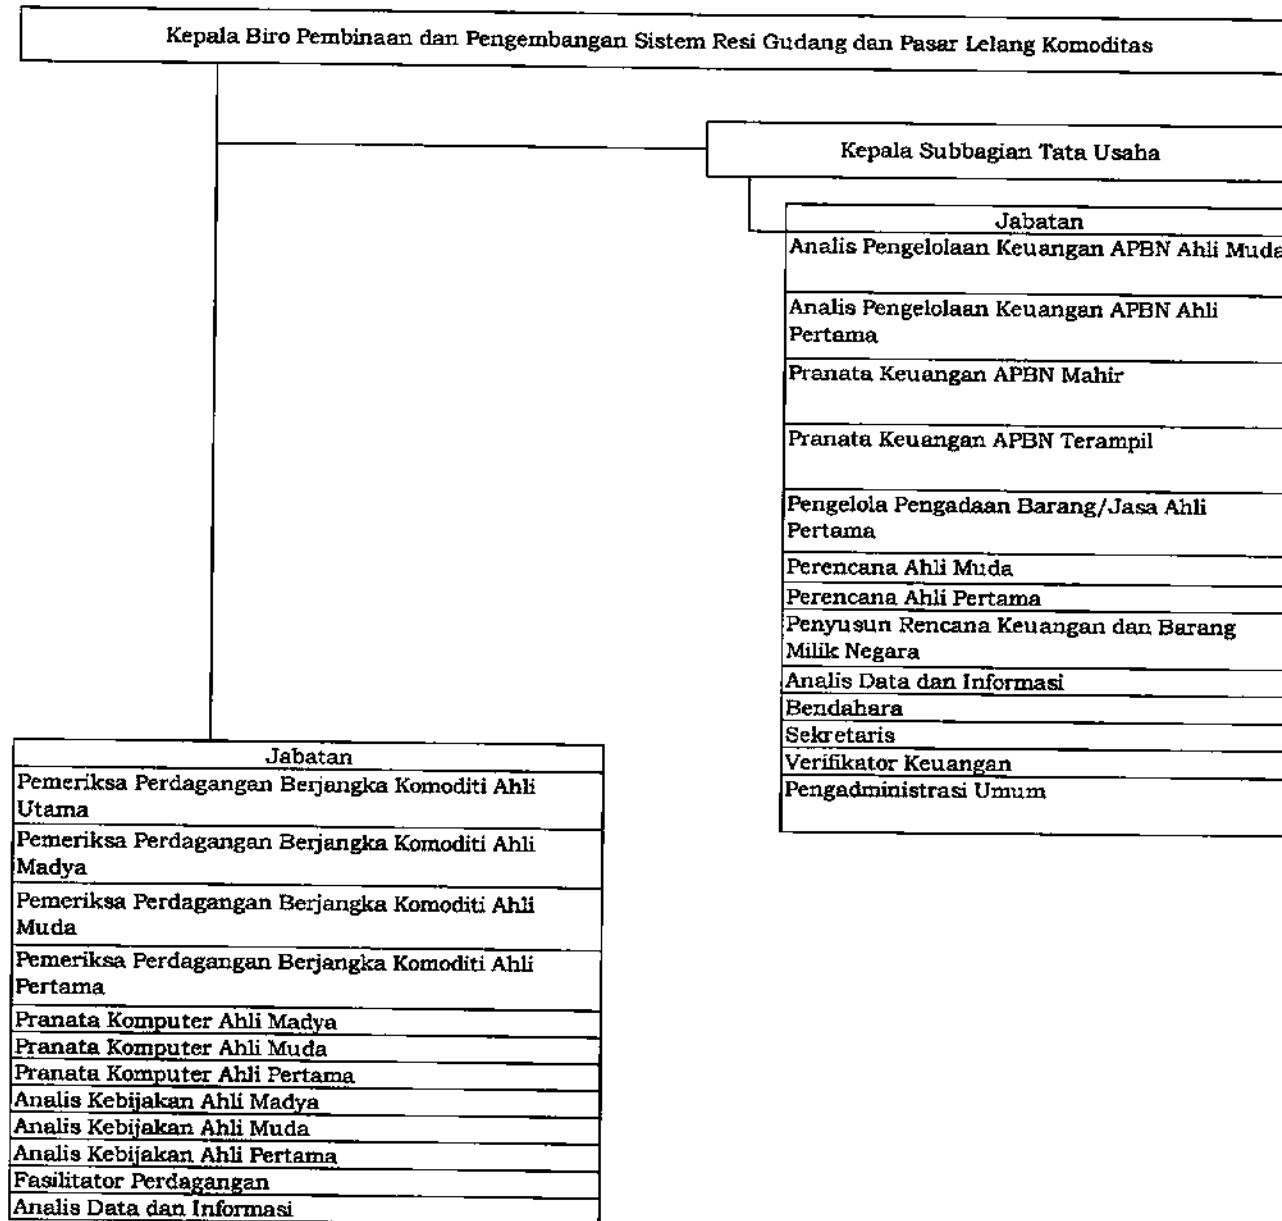 Kepala Biro Pembinaan dan Pengembangan Sistem Resi Gudang dan Pasar Lelang Komoditas
Kepala Subbagian Tata Usaha
Jabatan
Analis Pengelolaan Keuangan APBN Ahli Muda
Analis Pengelolaan Keuangan APBN Ahli
Pertama
Pranata Keuangan APBN Mahir
Pranata Keuangan APBN Terampil
Pengelola Pengadaan Barang/Jasa Ahli
Pertama
Perencana Ahli Muda
Perencana Ahli Pertama
Penyusun Rencana Keuangan dan Barang
Milik Negara
Analis Data dan Informasi
Bendahara
Sekretaris
Verifikator Keuangan
Pengadministrasi Umum
Jabatan
Pemeriksa Perdagangan Berjangka Komoditi Ahli
Utama
Pemeriksa Perdagangan Berjangka Komoditi Ahli
Madya
Pemeriksa Perdagangan Berjangka Komoditi Ahli
Muda
Pemeriksa Perdagangan Berjangka Komoditi Ahli
Pertama
Pranata Komputer Ahli Madya
Pranata Komputer Ahli Muda
Pranata Komputer Ahli Pertama
Analis Kebijakan Ahli Madya
Analis Kebijakan Ahli Muda
Analis Kebijakan Ahli Pertama
Fasilitator Perdagangan
Analis Data dan Informasi